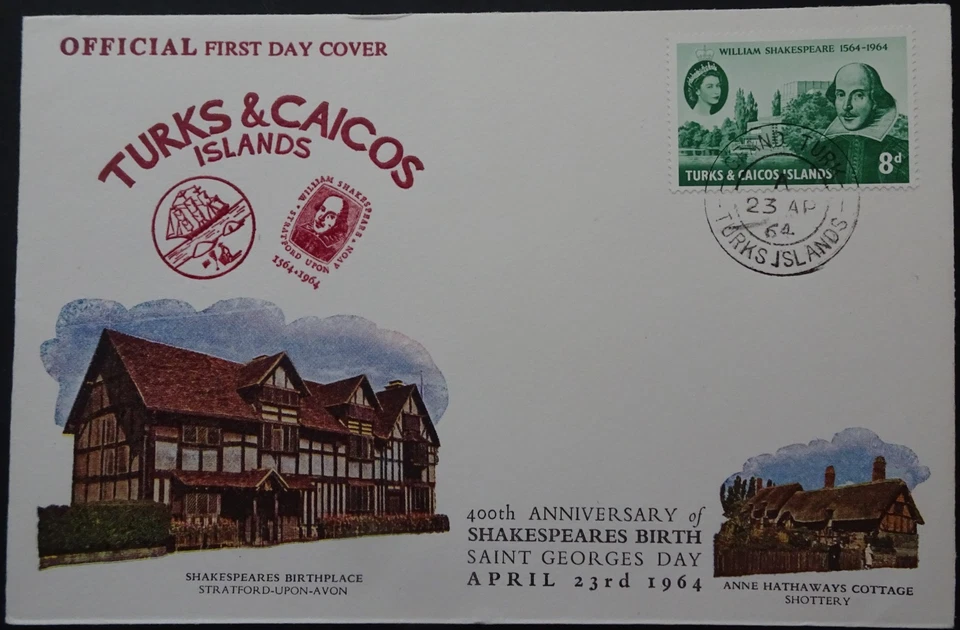 OFFICIAL FIRST DAY COVER
TURKS & CAICOS
ISLANDS
WILLIAM SHAKESPEARE •
STRATFORD UPON AVON •
1564•1964
WILLIAM SHAKESPEARE 1564-1964
TURKS & CAICOS ISLANDS
8d
TURK
A
23 AP
64
TURKS ISLANDS
400th ANNIVERSARY of
SHAKESPEARES BIRTH
SAINT GEORGES DAY
APRIL 23rd 1964
SHAKESPEARES BIRTHPLACE
STRATFORD-UPON-AVON
ANNE HATHAWAYS COTTAGE
SHOTTERY